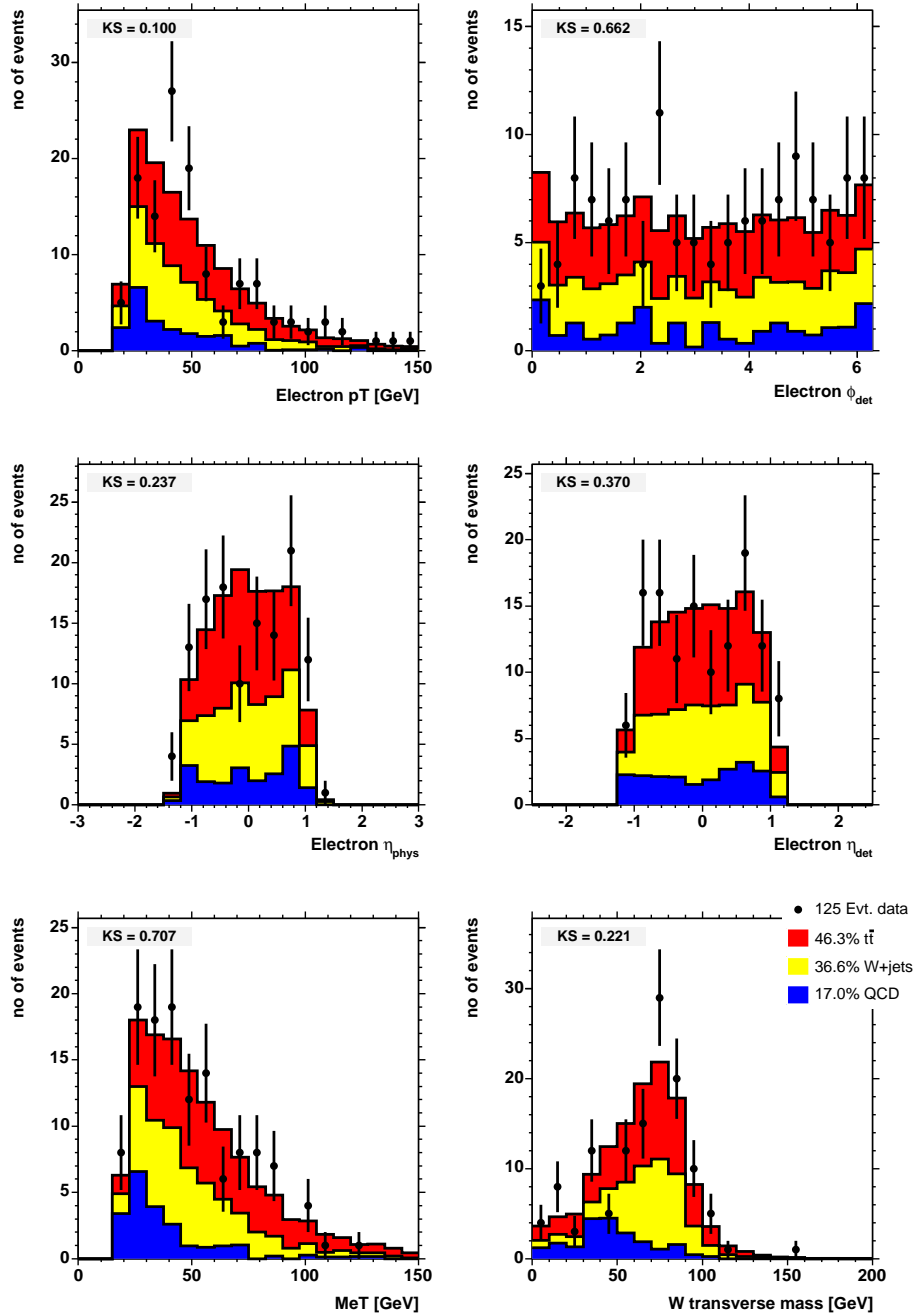 no of events
KS = 0.100
30
20
10
0
0 50 100 150
Electron pT [GeV]
no of events
KS = 0.662
15
10
5
0
0 2 4 6
Electron ϕdet
no of events
KS = 0.237
25
20
15
10
5
0
-3 -2 -1 0 1 2 3
Electron ηphys
no of events
KS = 0.370
25
20
15
10
5
0
-2 -1 0 1 2
Electron ηdet
no of events
KS = 0.707
25
20
15
10
5
0
0 50 100 150
MeT [GeV]
no of events
KS = 0.221
30
20
10
0
0 50 100 150 200
W transverse mass [GeV]
125 Evt. data
46.3% tt̄
36.6% W+jets
17.0% QCD